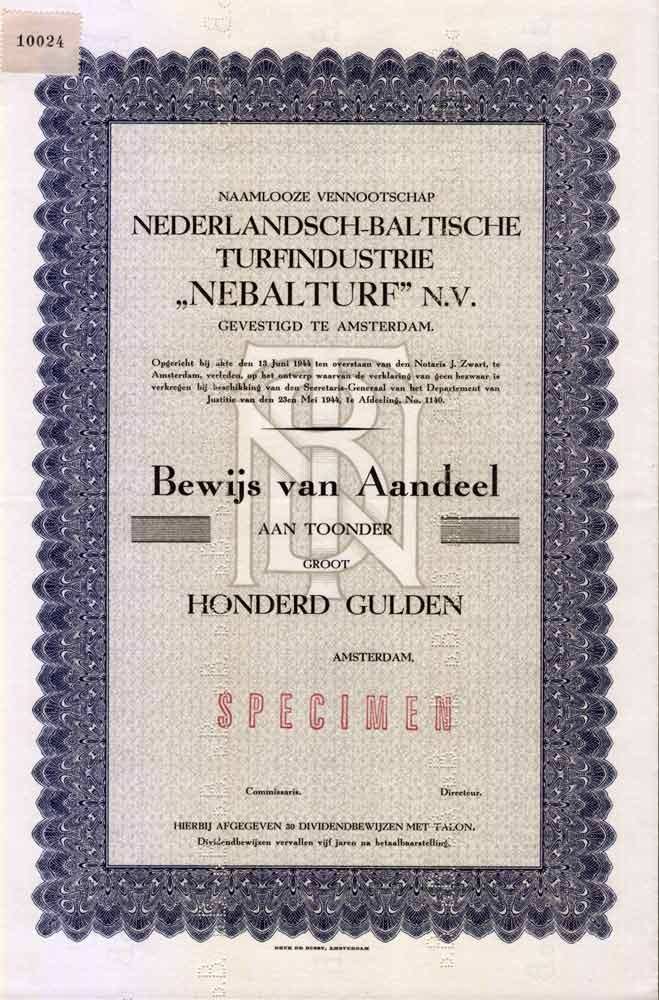 10024
NAAMLOOZE VENNOOTSCHAP
NEDERLANDSCH-BALTISCHE
TURFINDUSTRIE
„NEBALTURF” N.V.
GEVESTIGD TE AMSTERDAM.
Opgericht bij akte den 13 Juni 1944 ten overstaan van den Notaris J. Zwart, te
Amsterdam, verleden, op het ontwerp waarvan de verklaring van geen bezwaar is
verkregen bij beschikking van den Secretaris-Generaal van het Departement van
Justitie van den 23en Mei 1944, 1e Afdeeling, No. 1140.
Bewijs van Aandeel
AAN TOONDER
GROOT
HONDERD GULDEN
AMSTERDAM,
SPECIMEN
Commissaris. Directeur.
HIERBIJ AFGEGEVEN 30 DIVIDENDBEWIJZEN MET TALON.
Dividendbewijzen vervallen vijf jaren na betaalbaarstelling.
DRUK DE BUSSY, AMSTERDAM